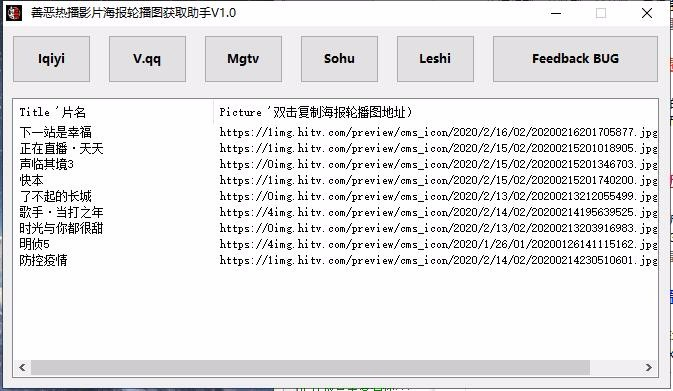 善恶热播影片海报轮播图获取助手V1.0
Iqiyi V.qq Mgtv Sohu Leshi Feedback BUG
Title '片名 Picture '双击复制海报轮播图地址)
下一站是幸福 https://1img.hitv.com/preview/cms_icon/2020/2/16/02/20200216201705877.jpg
正在直播·天天 https://1img.hitv.com/preview/cms_icon/2020/2/15/02/20200215201018905.jpg
声临其境3 https://0img.hitv.com/preview/cms_icon/2020/2/15/02/20200215201346703.jpg
快本 https://1img.hitv.com/preview/cms_icon/2020/2/15/02/20200215201740200.jpg
了不起的长城 https://0img.hitv.com/preview/cms_icon/2020/2/13/02/20200213212055499.jpg
歌手·当打之年 https://4img.hitv.com/preview/cms_icon/2020/2/14/02/20200214195639525.jpg
时光与你都很甜 https://0img.hitv.com/preview/cms_icon/2020/2/13/02/20200213203916983.jpg
明侦5 https://4img.hitv.com/preview/cms_icon/2020/1/26/01/20200126141115162.jpg
防控疫情 https://1img.hitv.com/preview/cms_icon/2020/2/14/02/20200214230510601.jpg